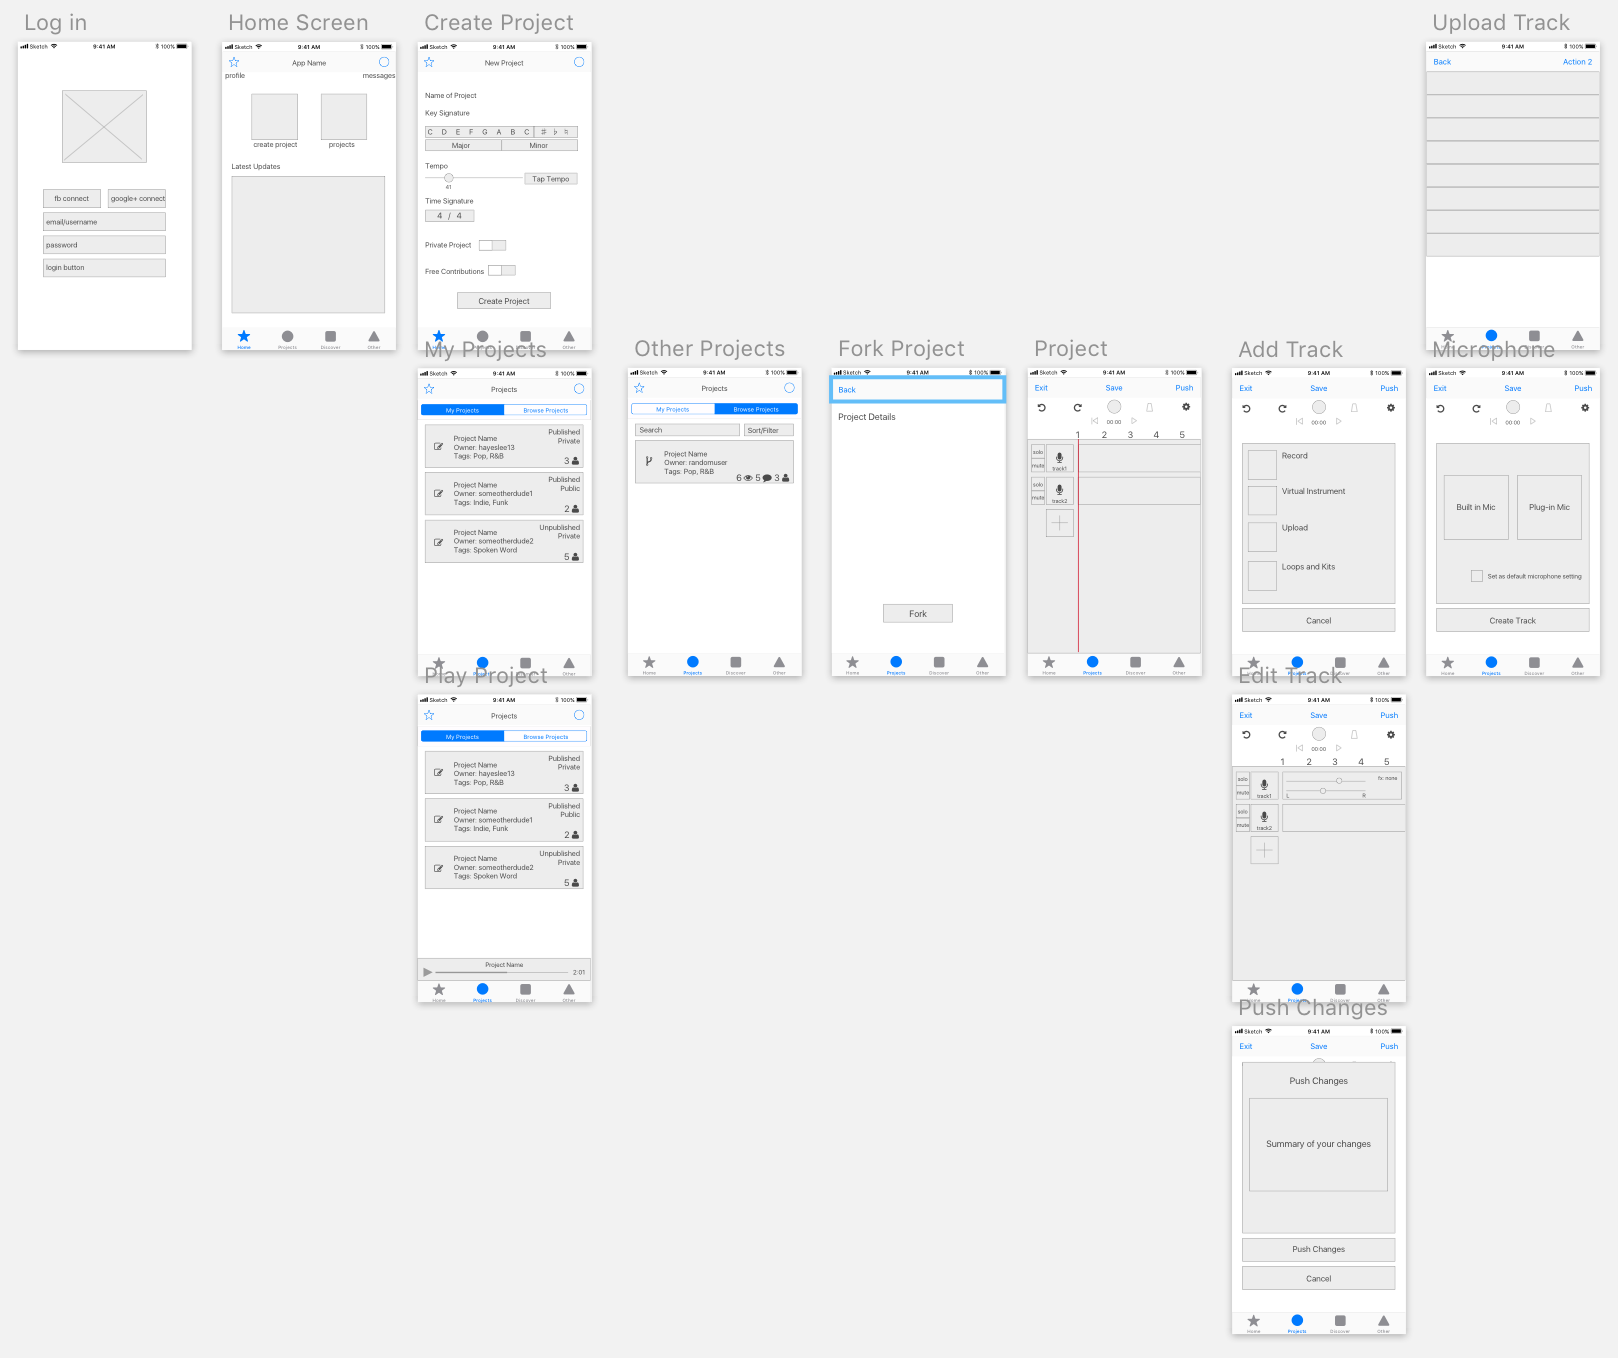 Log in
Sketch 9:41 AM 100%
fb connect
google+ connect
email/username
password
login button
Home Screen
Sketch 9:41 AM 100%
App Name
profile
messages
create project
projects
Latest Updates
Home Projects Discover Other
Create Project
Sketch 9:41 AM 100%
New Project
Name of Project
Key Signature
C D E F G A B C ♯ ♭ ♮
Major Minor
Tempo
41
Tap Tempo
Time Signature
4 / 4
Private Project
Free Contributions
Create Project
Home Projects Discover Other
Upload Track
Sketch 9:41 AM 100%
Back
Action 2
My Projects
Sketch 9:41 AM 100%
Projects
My Projects
Browse Projects
Project Name
Owner: hayeslee13
Tags: Pop, R&B
Published
Private
3
Project Name
Owner: someotherdude1
Tags: Indie, Funk
Published
Public
2
Project Name
Owner: someotherdude2
Tags: Spoken Word
Unpublished
Private
5
Home Projects Discover Other
Other Projects
Sketch 9:41 AM 100%
Projects
My Projects
Browse Projects
Search
Sort/Filter
Project Name
Owner: randomuser
Tags: Pop, R&B
6 5 3
Home Projects Discover Other
Fork Project
Sketch 9:41 AM 100%
Back
Project Details
Fork
Home Projects Discover Other
Project
Sketch 9:41 AM 100%
Exit Save Push
00:00
1 2 3 4 5
solo
mute
track1
solo
mute
track2
Home Projects Discover Other
Add Track
Sketch 9:41 AM 100%
Exit Save Push
00:00
Record
Virtual Instrument
Upload
Loops and Kits
Cancel
Home Projects Discover Other
Microphone
Sketch 9:41 AM 100%
Exit Save Push
00:00
Built in Mic
Plug-in Mic
Set as default microphone setting
Create Track
Home Projects Discover Other
Play Project
Sketch 9:41 AM 100%
Projects
My Projects
Browse Projects
Project Name
Owner: hayeslee13
Tags: Pop, R&B
Published
Private
3
Project Name
Owner: someotherdude1
Tags: Indie, Funk
Published
Public
2
Project Name
Owner: someotherdude2
Tags: Spoken Word
Unpublished
Private
5
Project Name
2:01
Home Projects Discover Other
Edit Track
Sketch 9:41 AM 100%
Exit Save Push
00:00
1 2 3 4 5
solo
mute
track1
fx: none
L R
solo
mute
track2
Home Projects Discover Other
Push Changes
Sketch 9:41 AM 100%
Exit Save Push
Push Changes
Summary of your changes
Push Changes
Cancel
Home Projects Discover Other